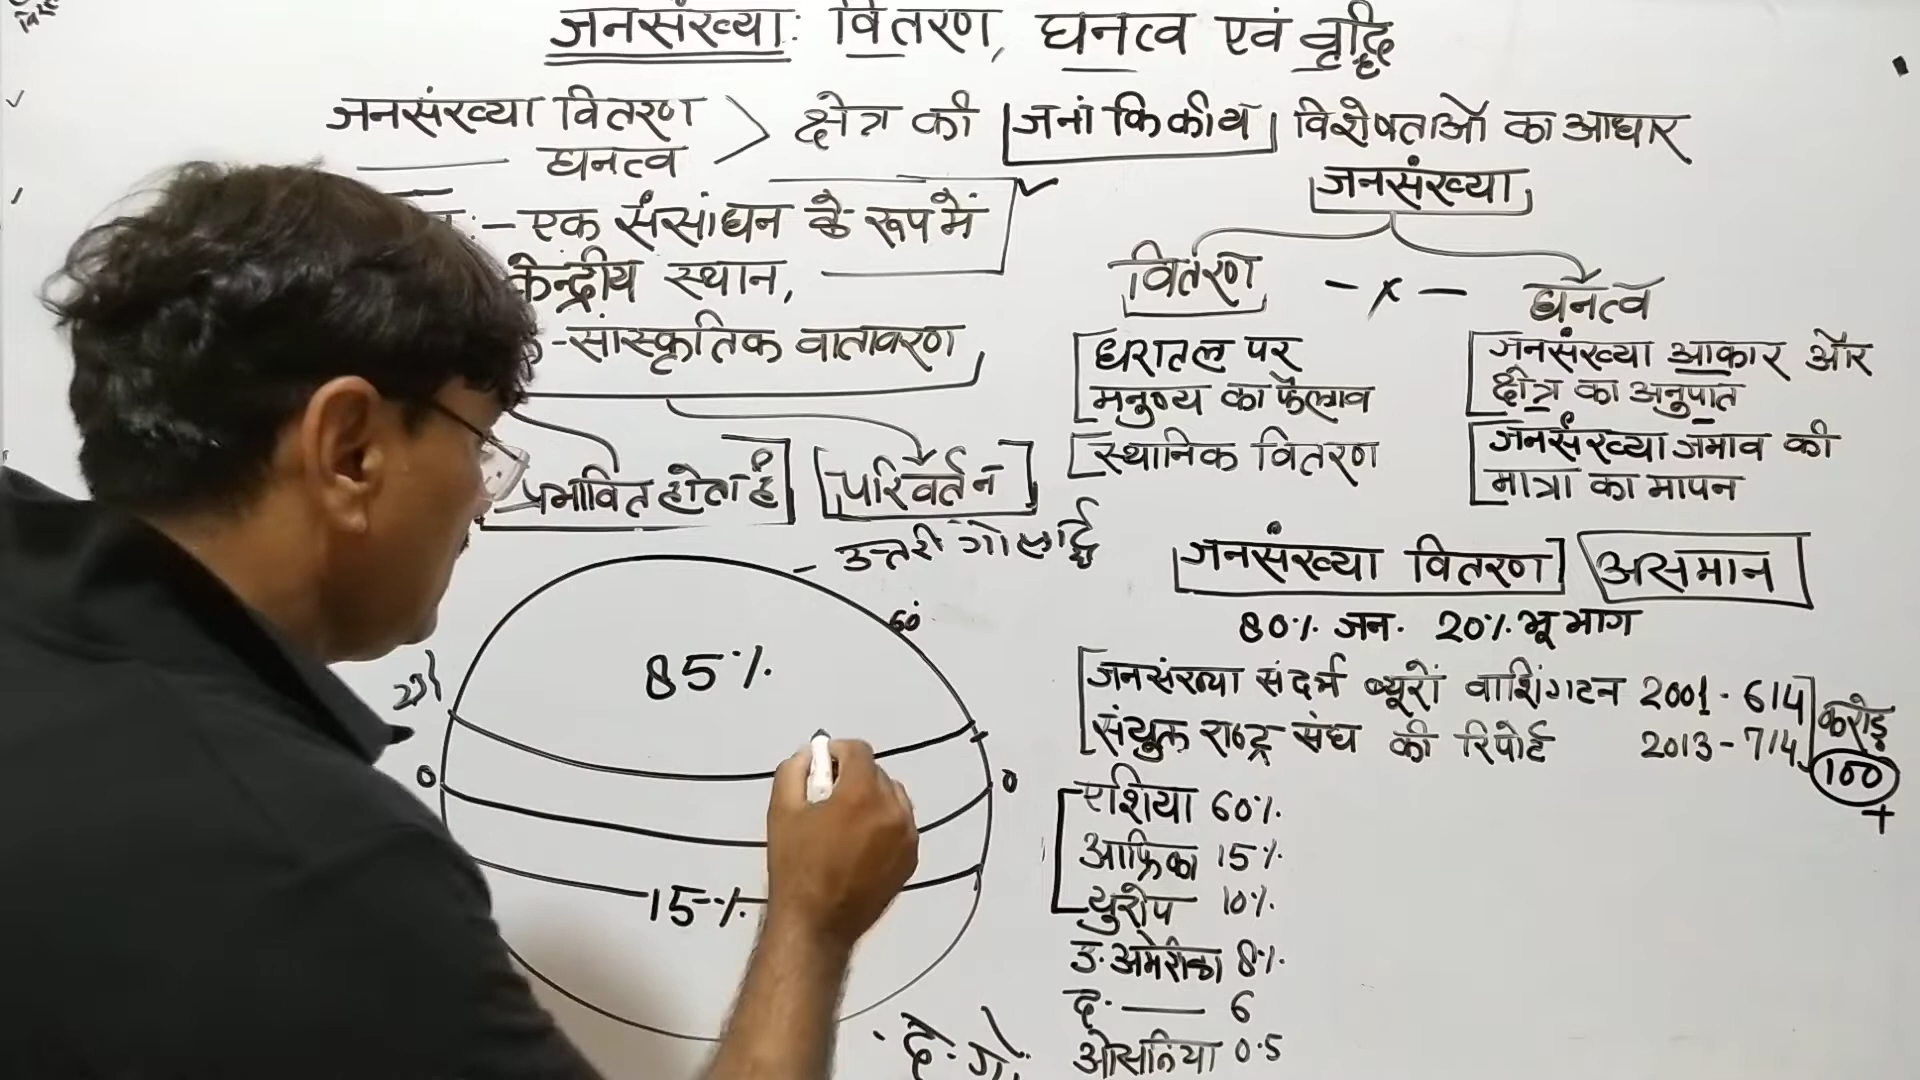 जनसंख्या: वितरण, घनत्व एवं वृद्धि
जनसंख्या वितरण
घनत्व
> क्षेत्र की जनांकिकीय विशेषताओं का आधार
:- एक संसाधन के रूप में
केन्द्रीय स्थान,
-सांस्कृतिक वातावरण
प्रभावित होता है
परिवर्तन
जनसंख्या
वितरण - x - घनत्व
धरातल पर
मनुष्य का फैलाव
स्थानिक वितरण
जनसंख्या आकार और
क्षेत्र का अनुपात
जनसंख्या जमाव की
मात्रा का मापन
- उत्तरी गोलार्द्ध
60°
85%
0
0
15%
द. गो.
जनसंख्या वितरण असमान
80% जन. 20% भू भाग
जनसंख्या संदर्भ ब्यूरों वाशिंगटन 2001 - 614
संयुक्त राष्ट्र संघ की रिपोर्ट 2013 - 714
करोड़
100
+
एशिया 60%
आफ्रिका 15%
युरोप 10%
उ. अमेरीका 8%
द. —— 6
ओसनिया 0.5